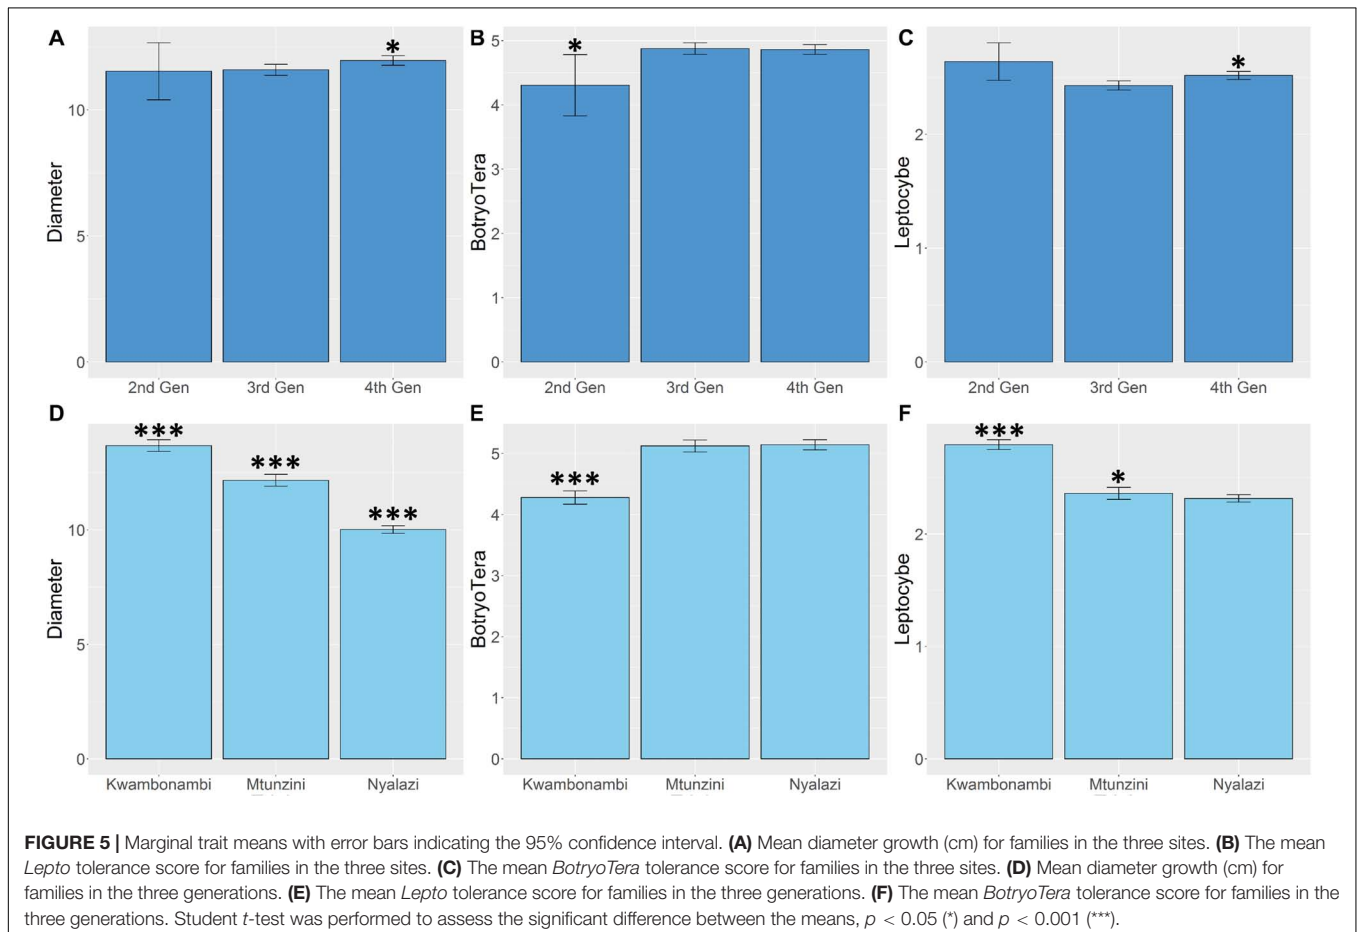 A
*
10
5
0
Diameter
2nd Gen
3rd Gen
4th Gen
B
*
5
4
3
2
1
0
BotryoTera
2nd Gen
3rd Gen
4th Gen
C
*
2
1
0
Leptocybe
2nd Gen
3rd Gen
4th Gen
D
***
***
***
10
5
0
Diameter
Kwambonambi
Mtunzini
Nyalazi
E
***
5
4
3
2
1
0
BotryoTera
Kwambonambi
Mtunzini
Nyalazi
F
***
*
2
1
0
Leptocybe
Kwambonambi
Mtunzini
Nyalazi
FIGURE 5 | Marginal trait means with error bars indicating the 95% confidence interval. (A) Mean diameter growth (cm) for families in the three sites. (B) The mean
Lepto tolerance score for families in the three sites. (C) The mean BotryoTera tolerance score for families in the three sites. (D) Mean diameter growth (cm) for
families in the three generations. (E) The mean Lepto tolerance score for families in the three generations. (F) The mean BotryoTera tolerance score for families in the
three generations. Student t-test was performed to assess the significant difference between the means, p < 0.05 (*) and p < 0.001 (***).